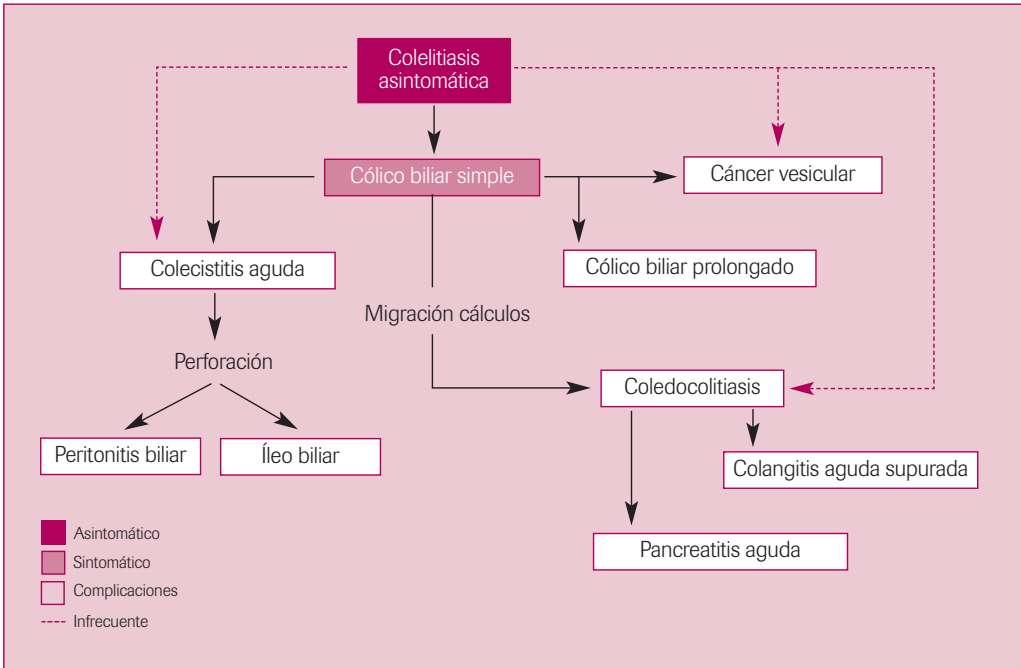 Colelitiasis
asintomática
Cólico biliar simple
Cáncer vesicular
Colecistitis aguda
Cólico biliar prolongado
Migración cálculos
Perforación
Coledocolitiasis
Peritonitis biliar
Íleo biliar
Colangitis aguda supurada
Pancreatitis aguda
Asintomático
Sintomático
Complicaciones
Infrecuente